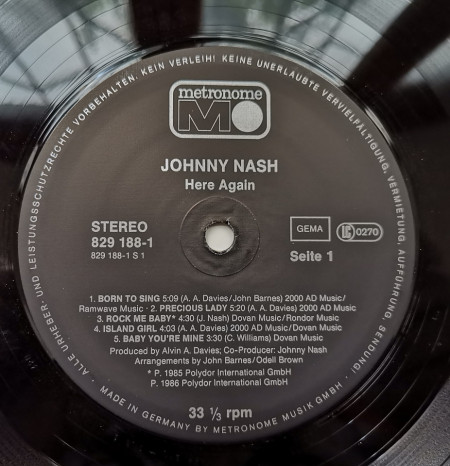 ALLE URHEBER- UND LEISTUNGSSCHUTZRECHTE VORBEHALTEN. KEIN VERLEIH! KEINE UNERLAUBTE VERVIELFÄLTIGUNG, VERMIETUNG, AUFFÜHRUNG, SENDUNG!
metronome
M
JOHNNY NASH
Here Again
STEREO
829 188-1
829 188-1 S 1
GEMA
LC 0270
Seite 1
1. BORN TO SING 5:09 (A. A. Davies/John Barnes) 2000 AD Music/
Ramwave Music · 2. PRECIOUS LADY 5:20 (A. A. Davies) 2000 AD Music
3. ROCK ME BABY* 4:30 (J. Nash) Dovan Music/Rondor Music
4. ISLAND GIRL 4:03 (A. A. Davies) 2000 AD Music/Dovan Music
5. BABY YOU'RE MINE 3:30 (C. Williams) Dovan Music
Produced by Alvin A. Davies; Co-Producer: Johnny Nash
Arrangements by John Barnes/Odell Brown
* P. 1985 Polydor International GmbH
P. 1986 Polydor International GmbH
33 1/3 rpm
· MADE IN GERMANY BY METRONOME MUSIK GMBH ·